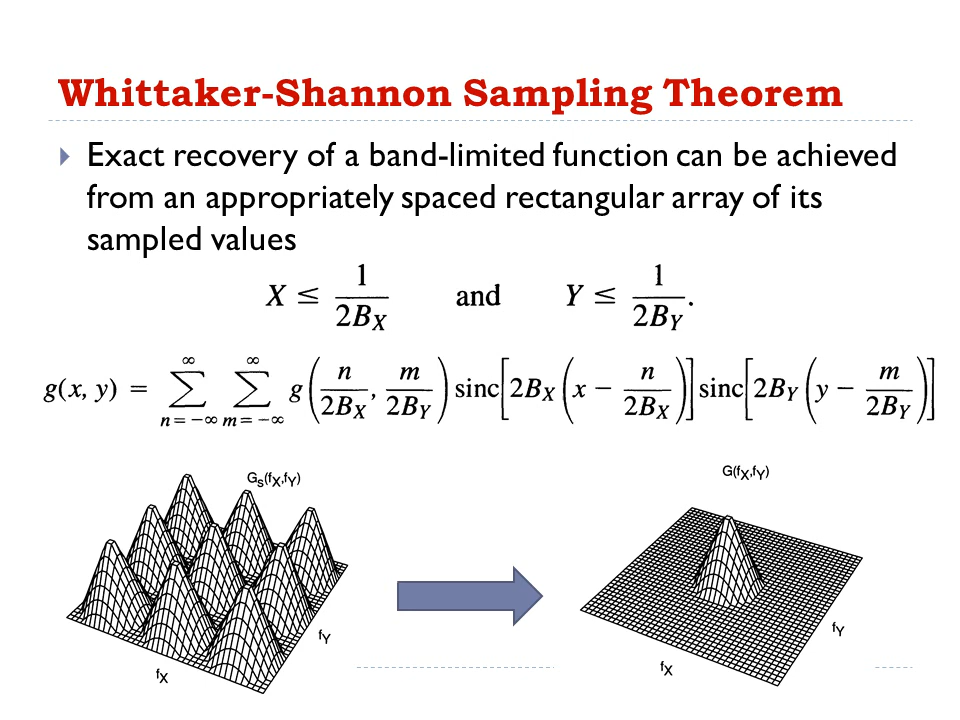 Whittaker-Shannon Sampling Theorem
Exact recovery of a band-limited function can be achieved
from an appropriately spaced rectangular array of its
sampled values
X ≤ 1/(2B_X) and Y ≤ 1/(2B_Y).
g(x, y) = ∑_{n=-∞}^{∞} ∑_{m=-∞}^{∞} g(n/(2B_X), m/(2B_Y)) sinc[2B_X(x − n/(2B_X))] sinc[2B_Y(y − m/(2B_Y))]
G_S(f_X,f_Y)
G(f_X,f_Y)
f_Y
f_X
f_Y
f_X